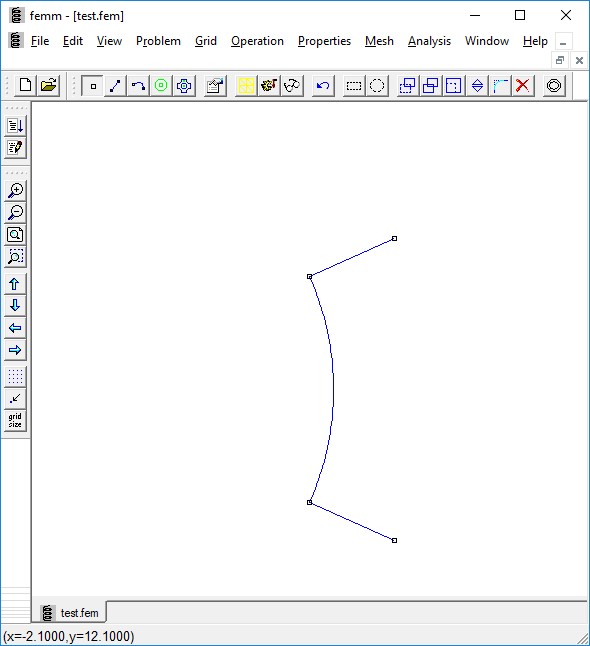 femm - [test.fem]
File Edit View Problem Grid Operation Properties Mesh Analysis Window Help
grid
size
test.fem
(x=-2.1000,y=12.1000)